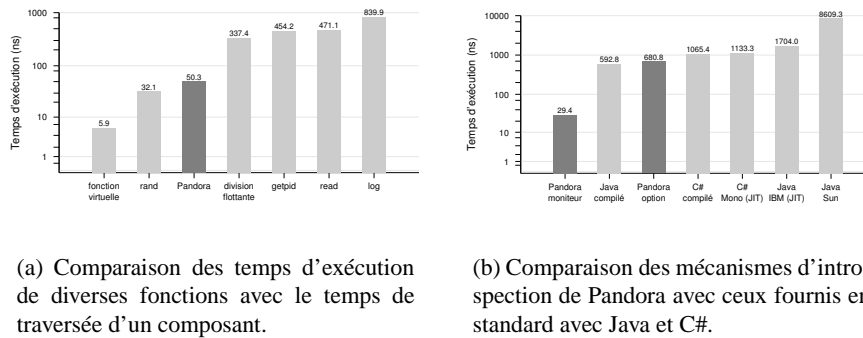 Temps d'exécution (ns)
1000
100
10
1
5.9
32.1
50.3
337.4
454.2
471.1
839.9
fonction virtuelle
rand
Pandora
division flottante
getpid
read
log
Temps d'exécution (ns)
10000
1000
100
10
1
29.4
592.8
680.8
1065.4
1133.3
1704.0
8609.3
Pandora moniteur
Java compilé
Pandora option
C# compilé
C# Mono (JIT)
Java IBM (JIT)
Java Sun
(a) Comparaison des temps d'exécution
de diverses fonctions avec le temps de
traversée d'un composant.
(b) Comparaison des mécanismes d'intro
spection de Pandora avec ceux fournis en
standard avec Java et C#.